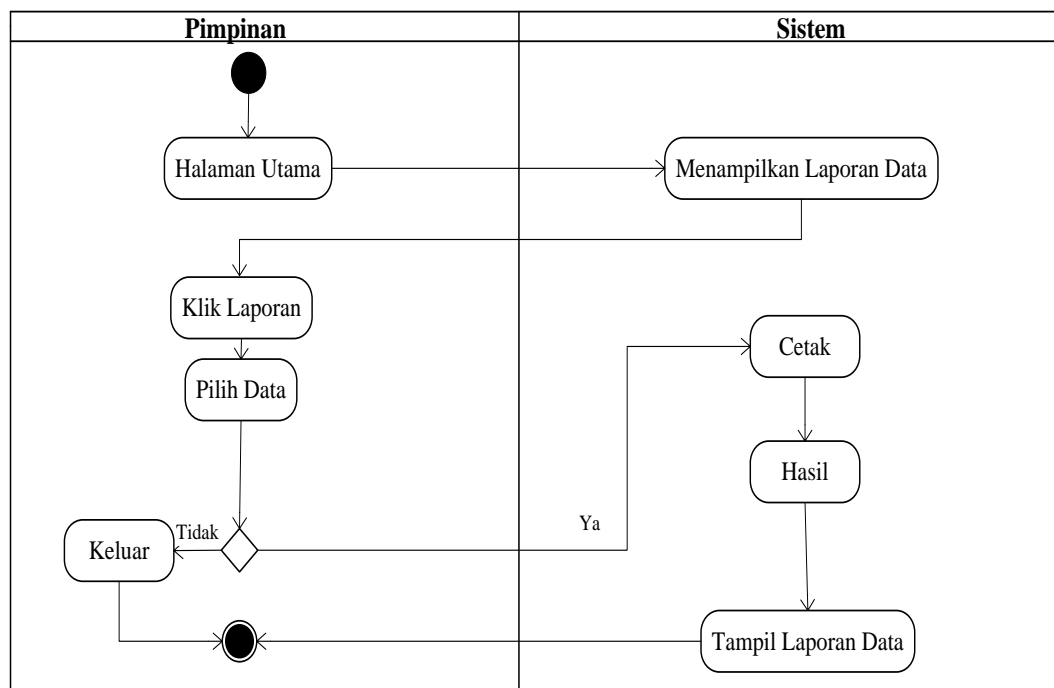 Pimpinan
Sistem
Halaman Utama
Menampilkan Laporan Data
Klik Laporan
Cetak
Pilih Data
Hasil
Tidak
Ya
Keluar
Tampil Laporan Data